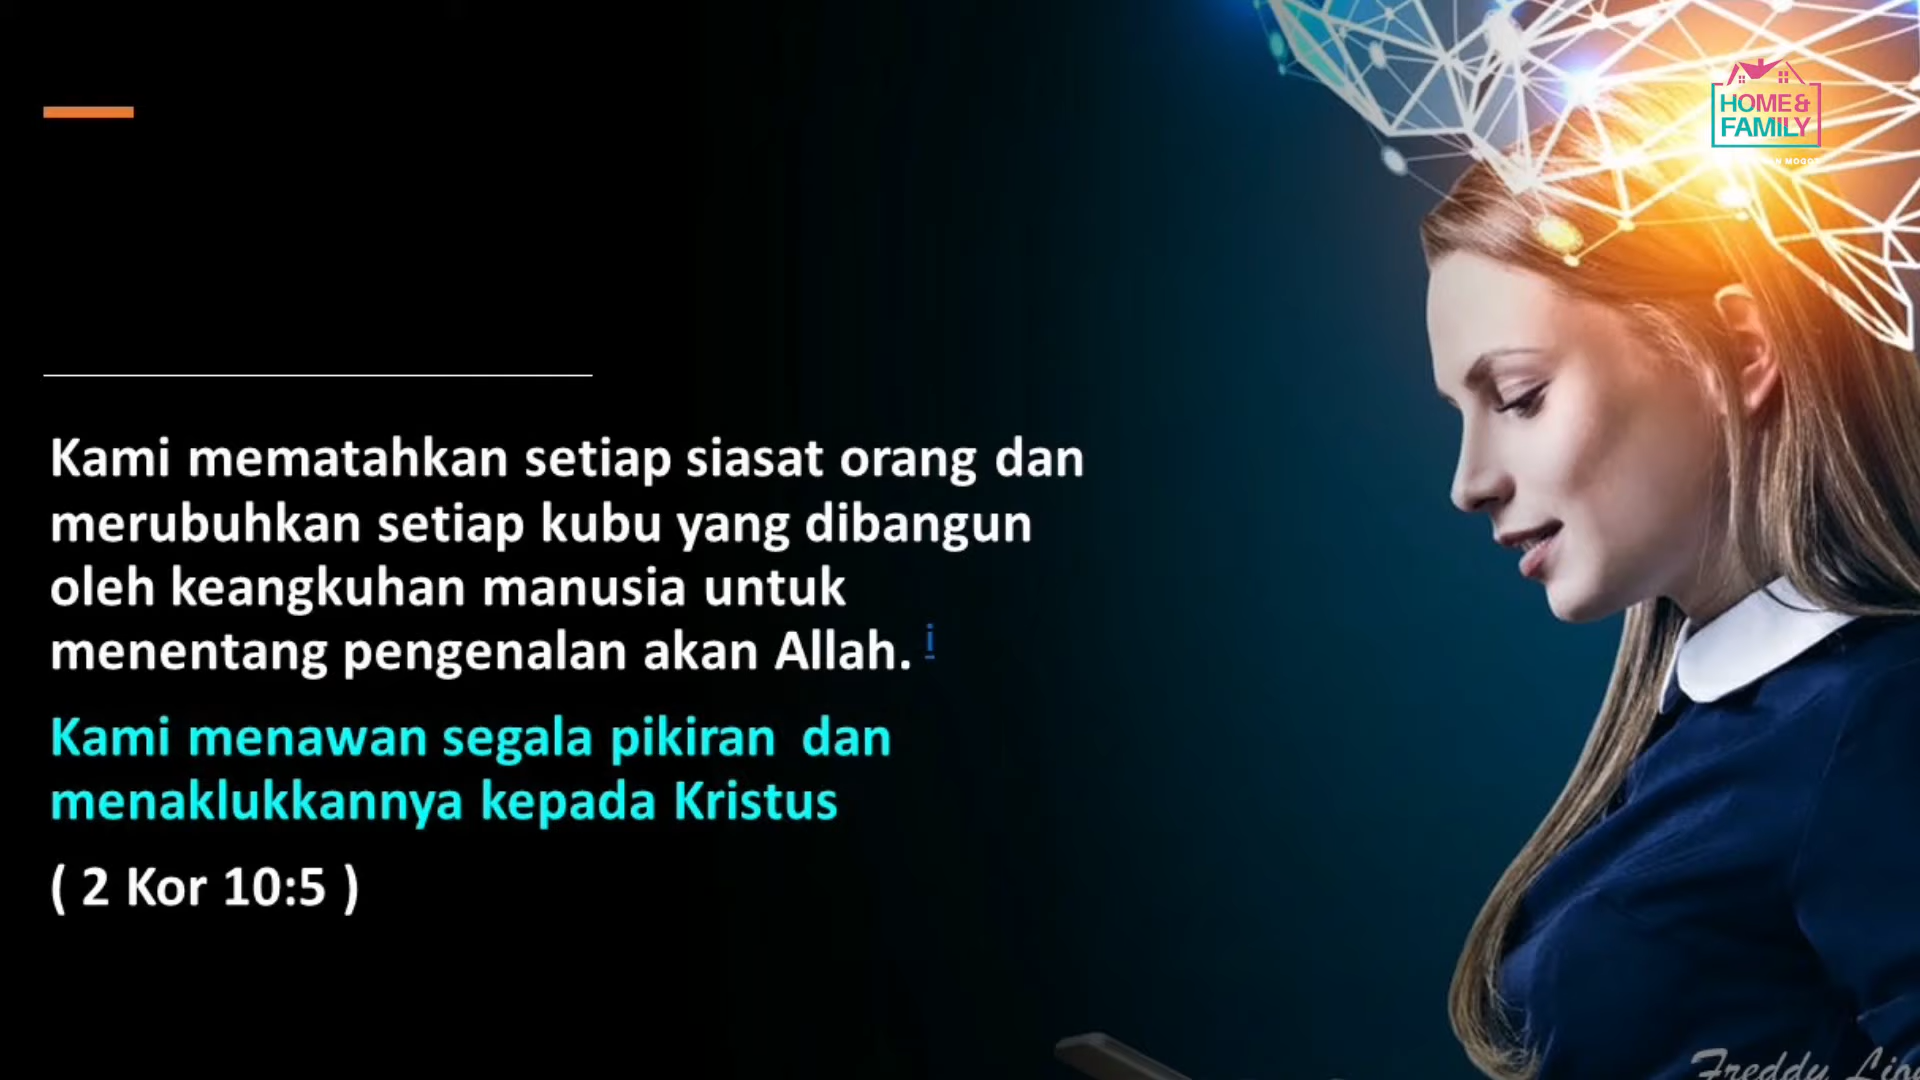 HOME&
FAMILY
Kami mematahkan setiap siasat orang dan
merubuhkan setiap kubu yang dibangun
oleh keangkuhan manusia untuk
menentang pengenalan akan Allah. i
Kami menawan segala pikiran dan
menaklukkannya kepada Kristus
( 2 Kor 10:5 )
Freddy